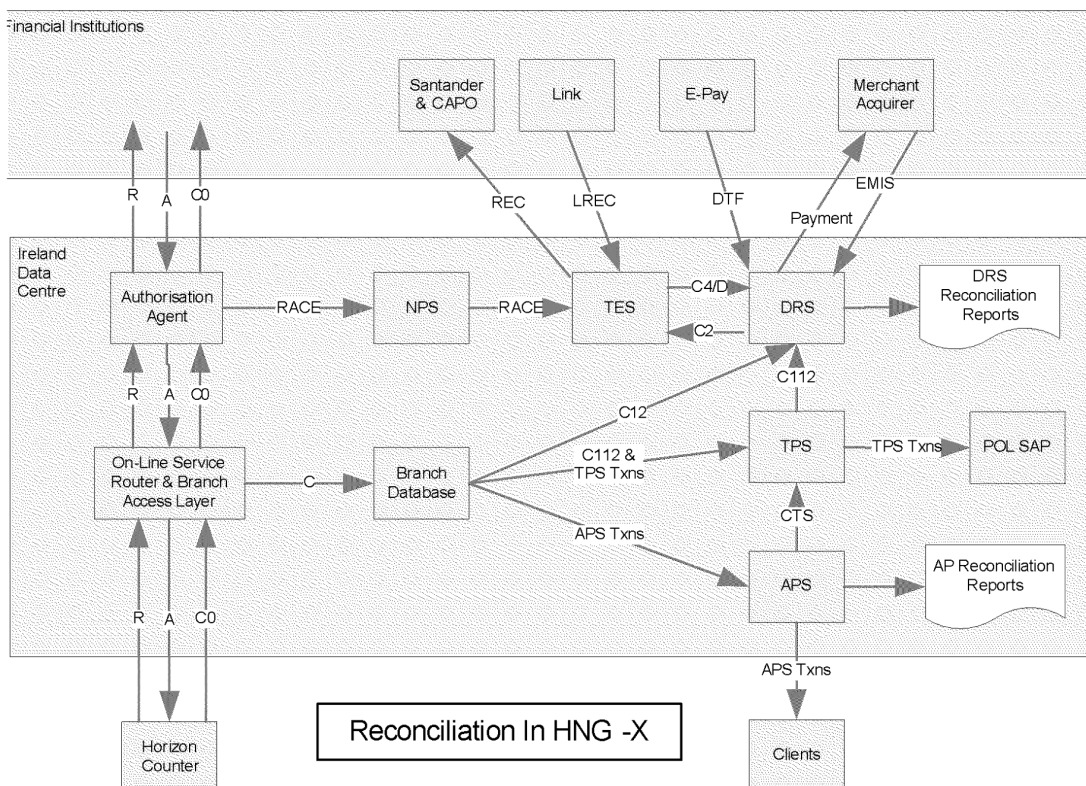 Financial Institutions
Santander
& CAPO
Link
E-Pay
Merchant
Acquirer
R
A
C0
REC
LREC
DTF
Payment
EMIS
Ireland
Data
Centre
Authorisation
Agent
RACE
NPS
RACE
TES
C4/D
C2
DRS
DRS
Reconciliation
Reports
R
A
C0
C112
C12
On-Line Service
Router & Branch
Access Layer
C
Branch
Database
C112 &
TPS Txns
TPS
TPS Txns
POL SAP
APS Txns
CTS
APS
AP Reconciliation
Reports
R
A
C0
APS Txns
Horizon
Counter
Reconciliation In HNG -X
Clients